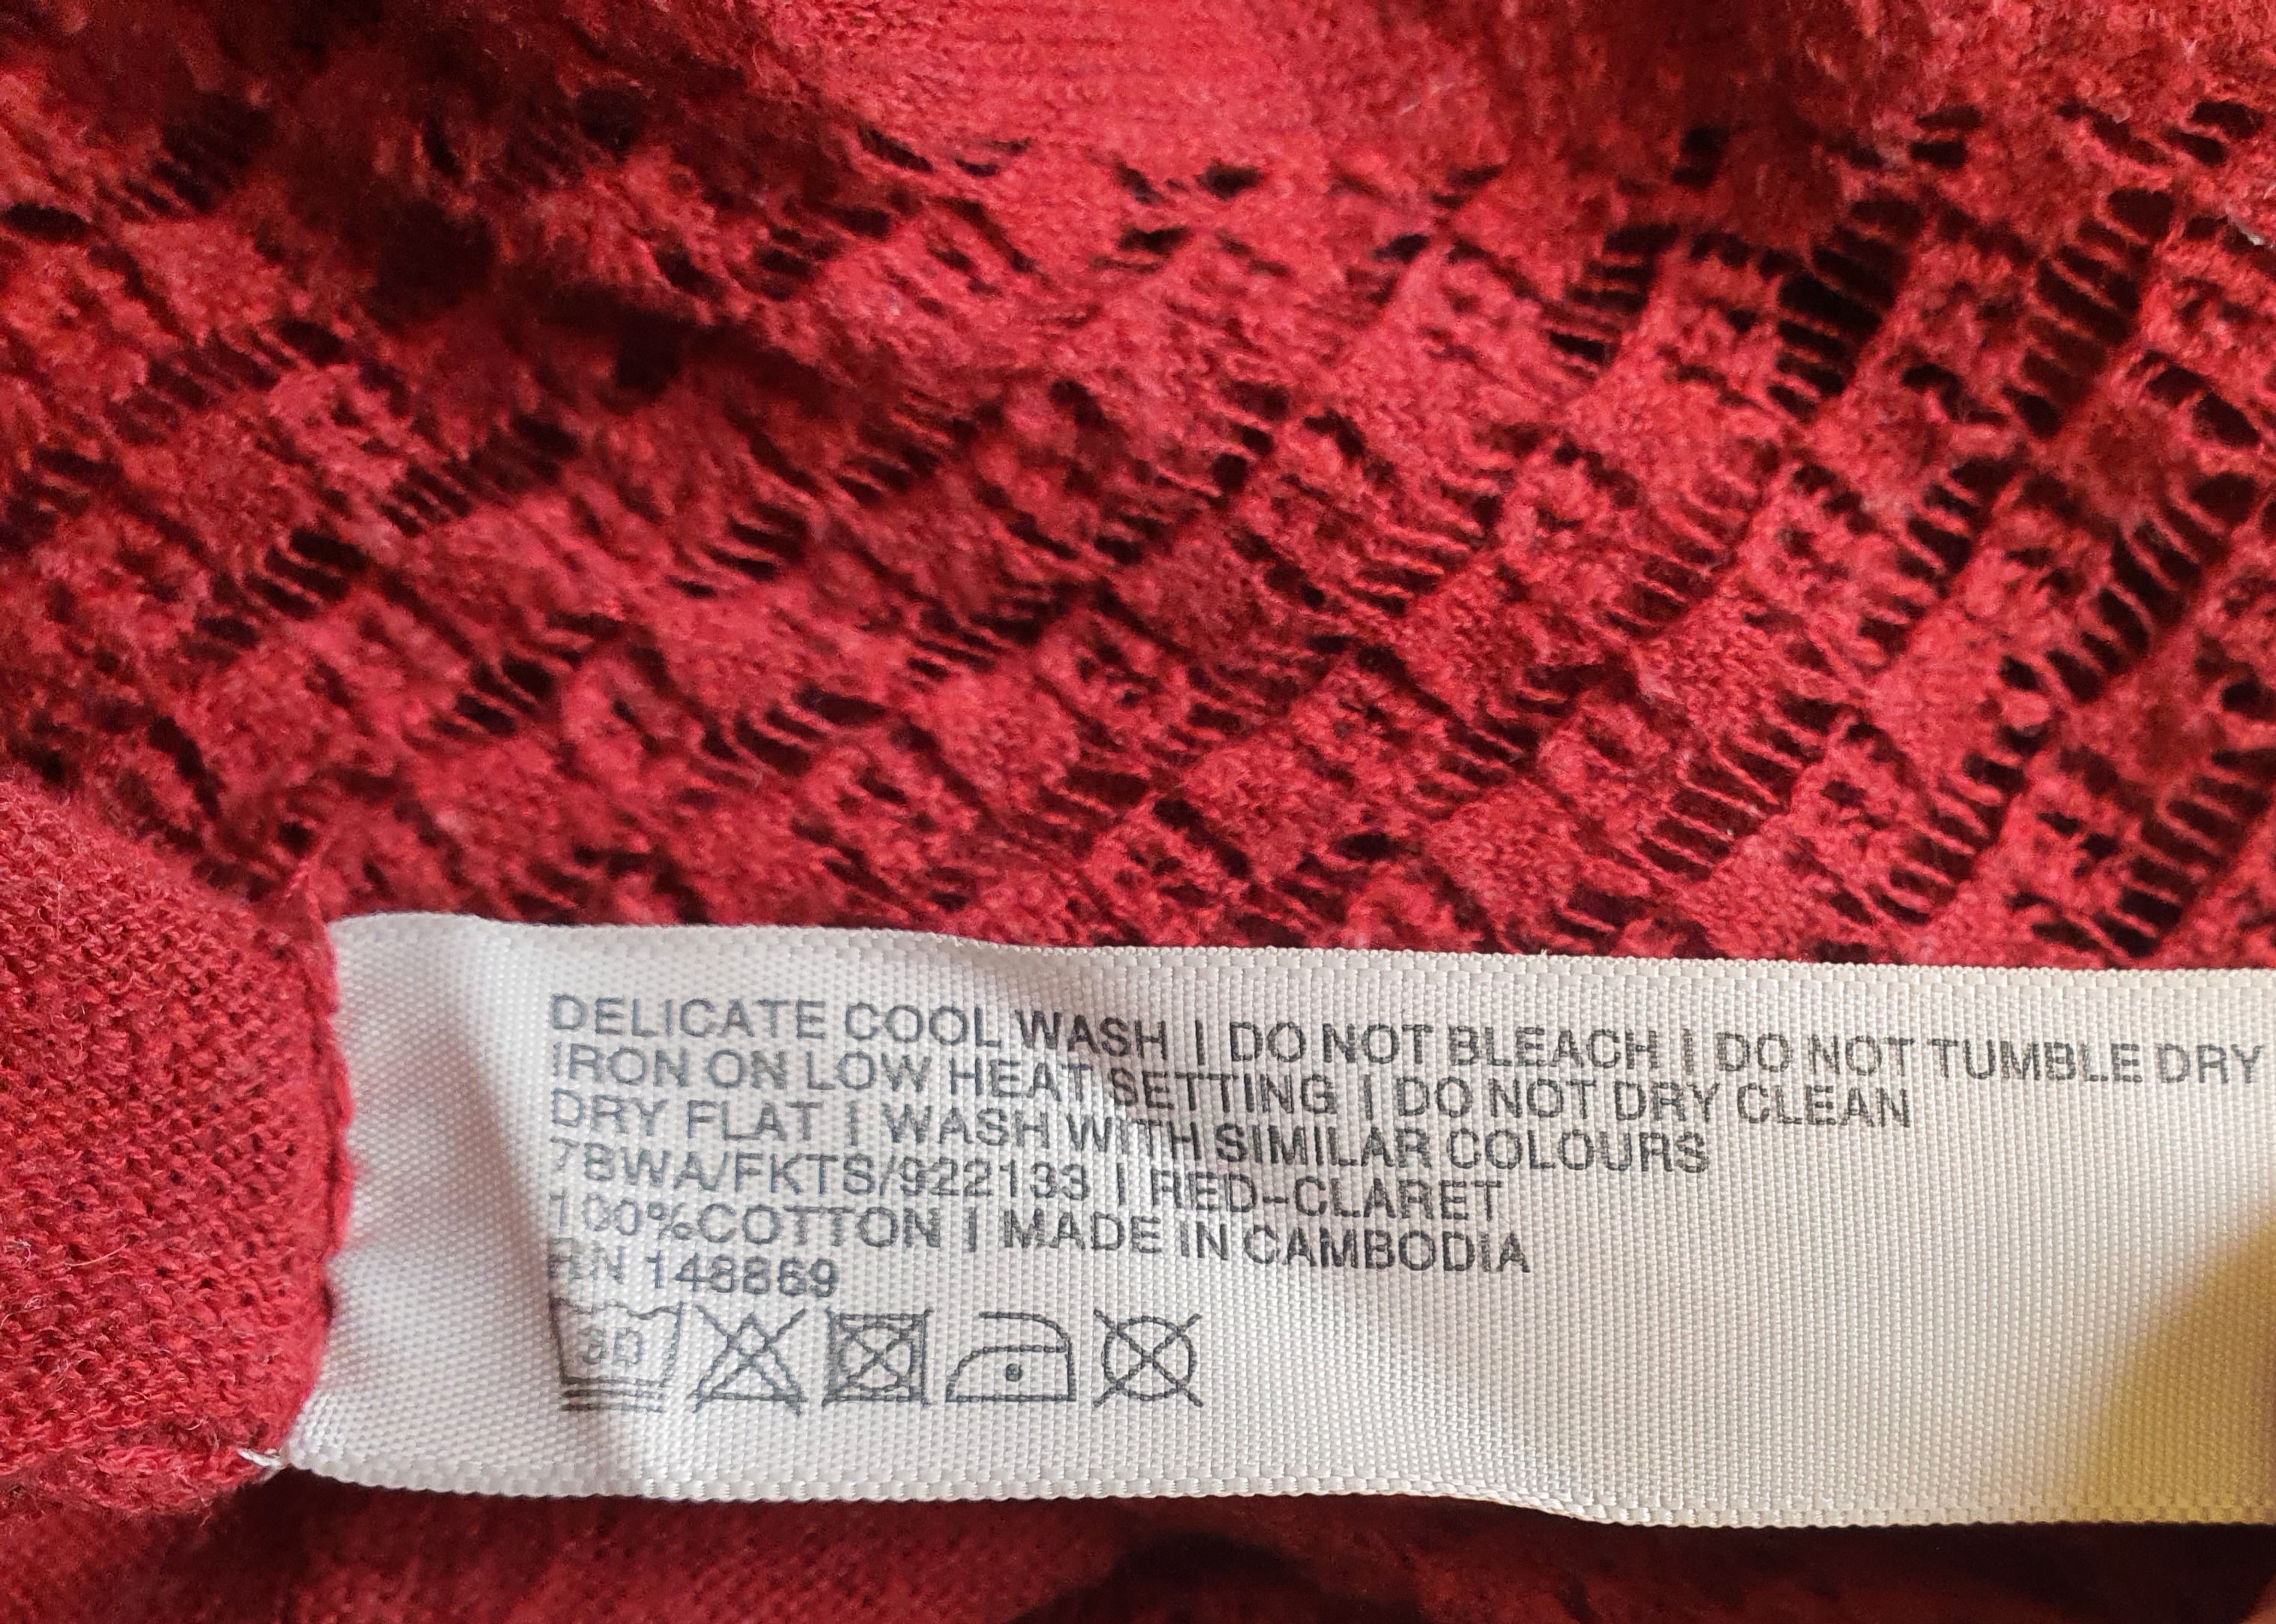 DELICATE COOL WASH | DO NOT BLEACH | DO NOT TUMBLE DRY
IRON ON LOW HEAT SETTING | DO NOT DRY CLEAN
DRY FLAT | WASH WITH SIMILAR COLOURS
78WA/FKTS/922133 | RED-CLARET
100%COTTON | MADE IN CAMBODIA
RN 148869
30